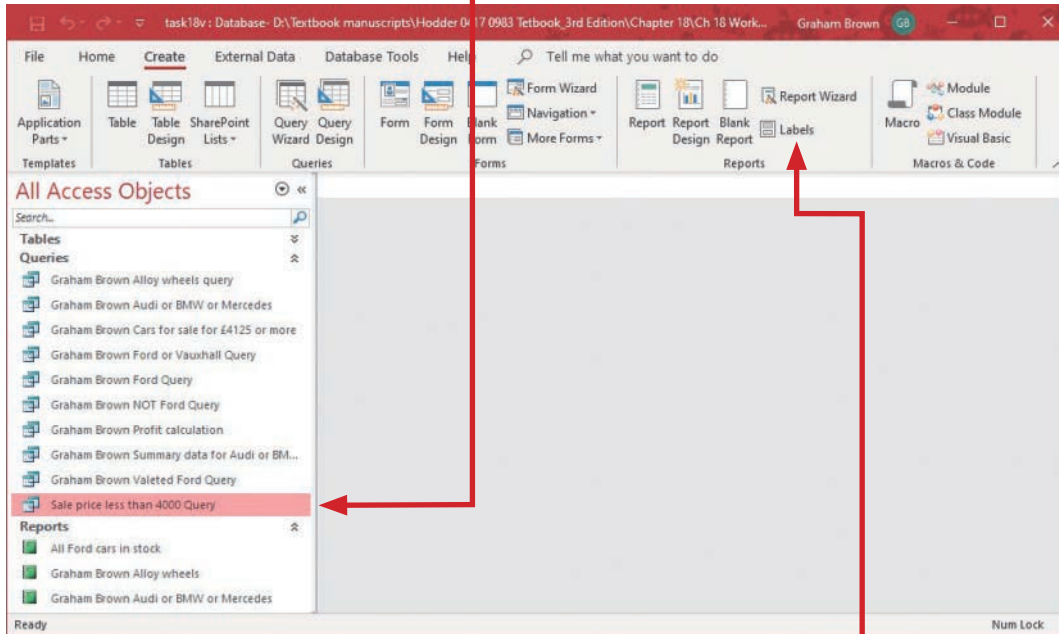 task18v : Database- D:\Textbook manuscripts\Hodder 0417 0983 Tetbook_3rd Edition\Chapter 18\Ch 18 Work... Graham Brown GB
File Home Create External Data Database Tools Help Tell me what you want to do
Application Parts
Table
Table Design
SharePoint Lists
Query Wizard
Query Design
Form
Form Design
Blank Form
Form Wizard
Navigation
More Forms
Report
Report Design
Blank Report
Report Wizard
Labels
Macro
Module
Class Module
Visual Basic
Templates Tables Queries Forms Reports Macros & Code
All Access Objects
Search...
Tables
Queries
Graham Brown Alloy wheels query
Graham Brown Audi or BMW or Mercedes
Graham Brown Cars for sale for £4125 or more
Graham Brown Ford or Vauxhall Query
Graham Brown Ford Query
Graham Brown NOT Ford Query
Graham Brown Profit calculation
Graham Brown Summary data for Audi or BM...
Graham Brown Valeted Ford Query
Sale price less than 4000 Query
Reports
All Ford cars in stock
Graham Brown Alloy wheels
Graham Brown Audi or BMW or Mercedes
Ready Num Lock